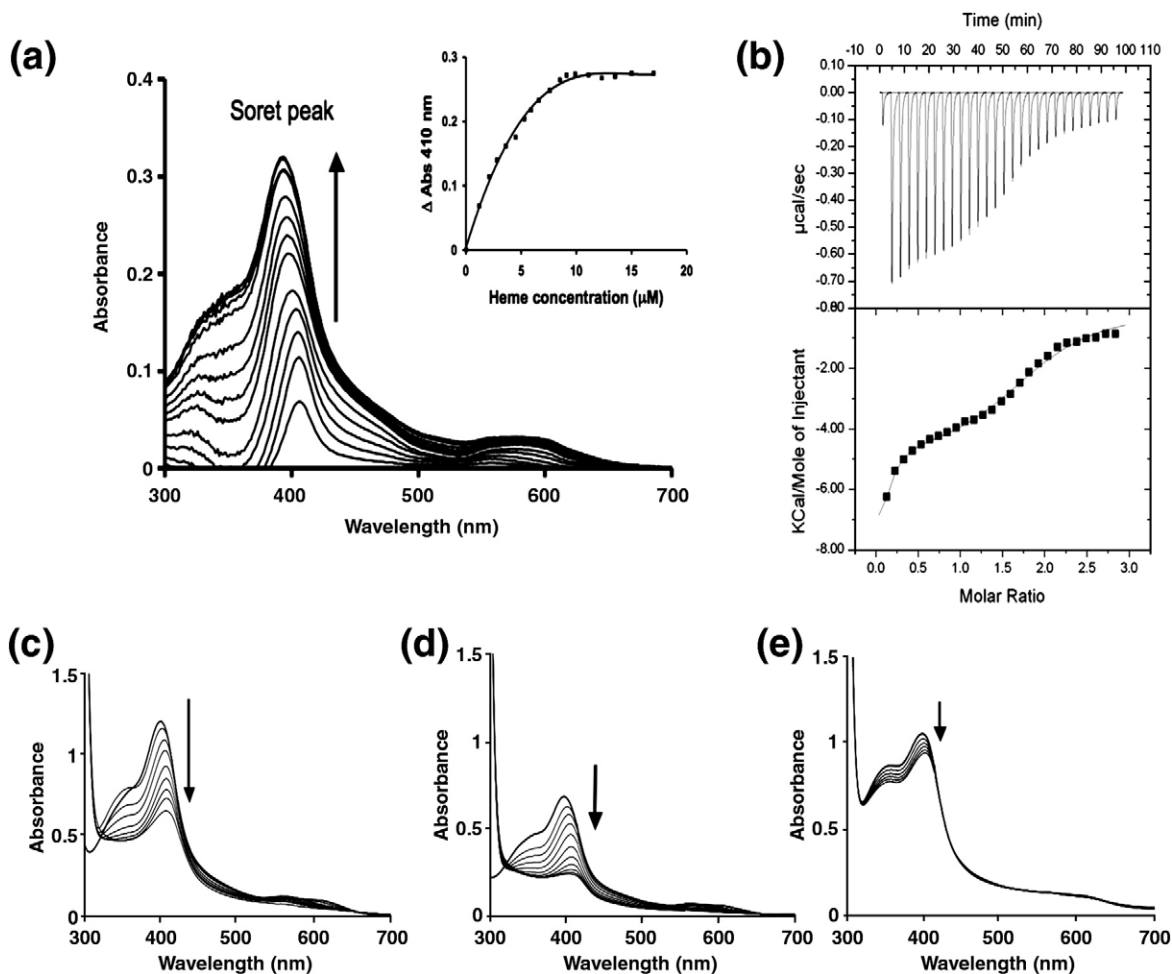 (a)
Soret peak
Absorbance
0.4
0.3
0.2
0.1
0
300
400
500
600
700
Wavelength (nm)
Δ Abs 410 nm
0.3
0.2
0.1
0
0
5
10
15
20
Heme concentration (μM)
(b)
Time (min)
-10 0 10 20 30 40 50 60 70 80 90 100 110
0.10
0.00
-0.10
-0.20
-0.30
-0.40
-0.50
-0.60
-0.70
µcal/sec
-2.00
-4.00
-6.00
-8.00
KCal/Mole of Injectant
0.0 0.5 1.0 1.5 2.0 2.5 3.0
Molar Ratio
(c)
Absorbance
1.5
1
0.5
0
300 400 500 600 700
Wavelength (nm)
(d)
Absorbance
1.5
1
0.5
0
300 400 500 600 700
Wavelength (nm)
(e)
Absorbance
1.5
1
0.5
0
300 400 500 600 700
Wavelength (nm)